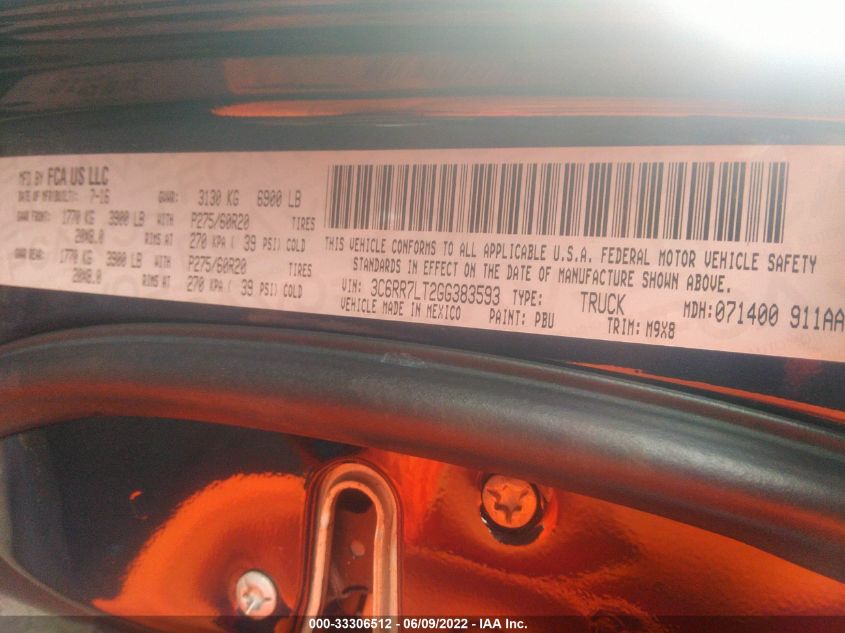 MFD BY FCA US LLC
DATE OF MFR/BUILT: 7-16 GVWR: 3130 KG 6900 LB
GAWR FRONT: 1770 KG 3900 LB WITH P275/60R20 TIRES
20X8.0 RIMS AT 270 KPA ( 39 PSI) COLD
GAWR REAR: 1770 KG 3900 LB WITH P275/60R20 TIRES
20X8.0 RIMS AT 270 KPA ( 39 PSI) COLD
THIS VEHICLE CONFORMS TO ALL APPLICABLE U.S.A. FEDERAL MOTOR VEHICLE SAFETY
STANDARDS IN EFFECT ON THE DATE OF MANUFACTURE SHOWN ABOVE.
VIN: 3C6RR7LT2GG383593 TYPE: TRUCK MDH:071400 911AA
VEHICLE MADE IN MEXICO PAINT: PBU TRIM: M9X8
000-33306512 - 06/09/2022 - IAA Inc.